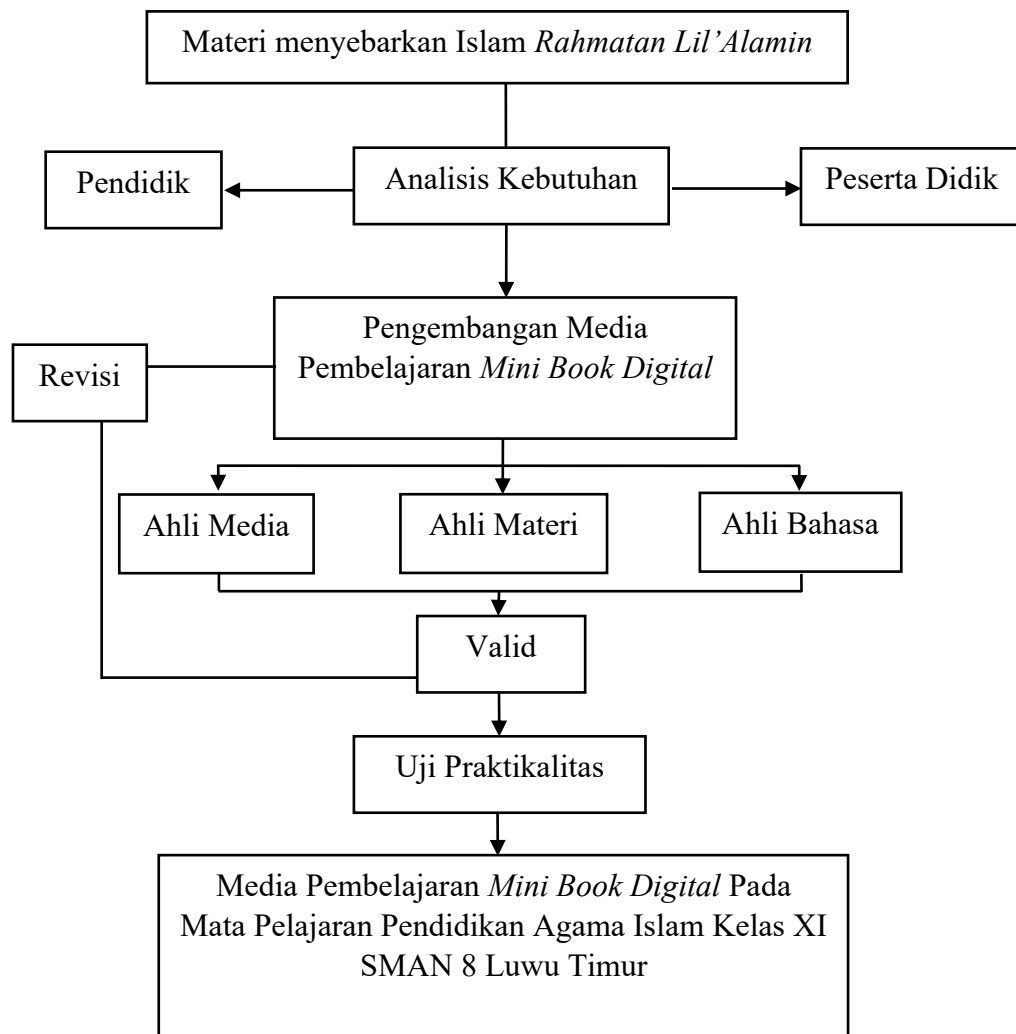 Materi menyebarkan Islam Rahmatan Lil’Alamin
Pendidik
Analisis Kebutuhan
Peserta Didik
Pengembangan Media
Pembelajaran Mini Book Digital
Revisi
Ahli Media
Ahli Materi
Ahli Bahasa
Valid
Uji Praktikalitas
Media Pembelajaran Mini Book Digital Pada
Mata Pelajaran Pendidikan Agama Islam Kelas XI
SMAN 8 Luwu Timur